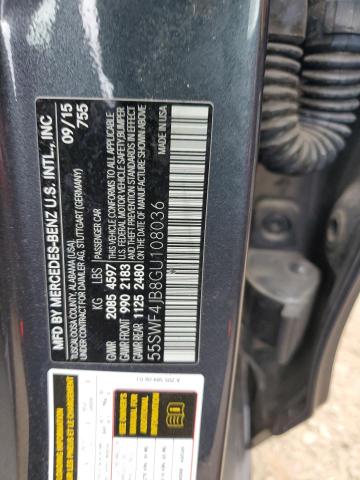 MFD BY MERCEDES-BENZ U.S. INTL., INC
TUSCALOOSA COUNTY, ALABAMA (USA)
UNDER CONTRACT FOR DAIMLER AG, STUTTGART (GERMANY)
09/15
755
PASSENGER CAR
KG LBS
GVWR 2085 4597
GAWR FRONT 990 2183
GAWR REAR 1125 2480
THIS VEHICLE CONFORMS TO ALL APPLICABLE
U.S. FEDERAL MOTOR VEHICLE SAFETY, BUMPER
AND THEFT PREVENTION STANDARDS IN EFFECT
ON THE DATE OF MANUFACTURE SHOWN ABOVE
55SWF4JB8GU108036
MADE IN USA